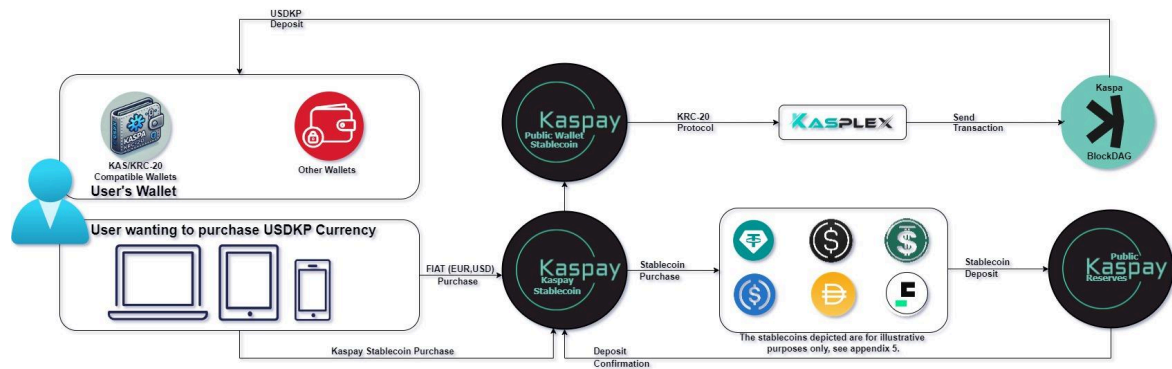 USDKP
Deposit
KAS/KRC-20
Compatible Wallets
Other Wallets
User's Wallet
Kaspay
Public Wallet
Stablecoin
KRC-20
Protocol
KASPLEX
Send
Transaction
Kaspa
BlockDAG
User wanting to purchase USDKP Currency
FIAT (EUR,USD)
Purchase
Kaspay
Kaspay
Stablecoin
Stablecoin
Purchase
Stablecoin
Deposit
Public
Kaspay
Reserves
The stablecoins depicted are for illustrative
purposes only, see appendix 5.
Kaspay Stablecoin Purchase
Deposit
Confirmation